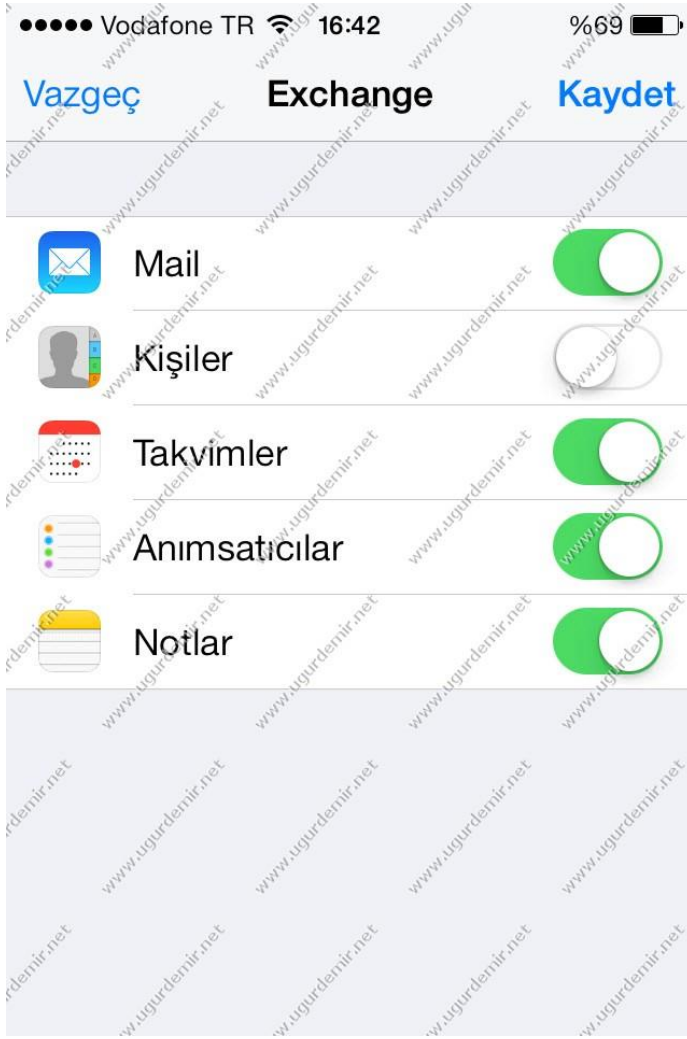 Vodafone TR 16:42 %69
Vazgeç Exchange Kaydet
Mail
Kişiler
Takvimler
Anımsatıcılar
Notlar
www.ugurdemir.net